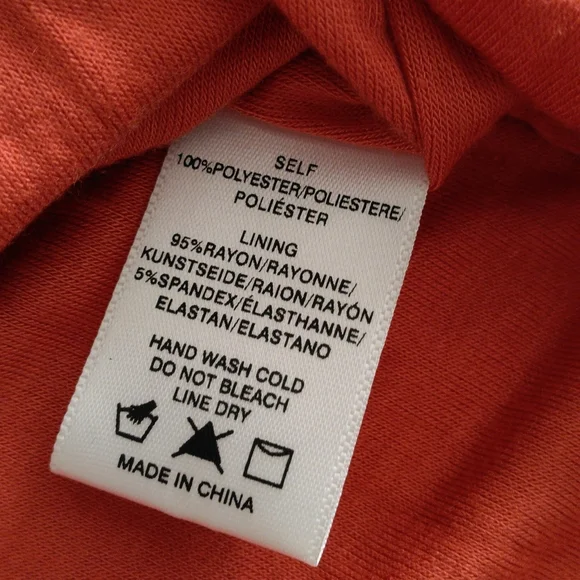 SELF
100%POLYESTER/POLIESTERE/
POLIÉSTER
LINING
95%RAYON/RAYONNE/
KUNSTSEIDE/RAION/RAYÓN
5%SPANDEX/ÉLASTHANNE/
ELASTAN/ELASTANO
HAND WASH COLD
DO NOT BLEACH
LINE DRY
MADE IN CHINA